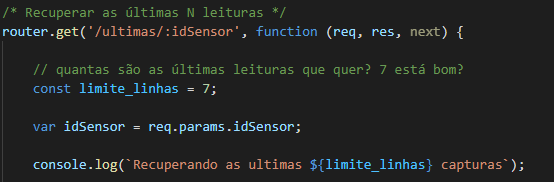 /* Recuperar as últimas N leituras */
router.get('/ultimas/:idSensor', function (req, res, next) {
// quantas são as últimas leituras que quer? 7 está bom?
const limite_linhas = 7;
var idSensor = req.params.idSensor;
console.log(`Recuperando as ultimas ${limite_linhas} capturas`);